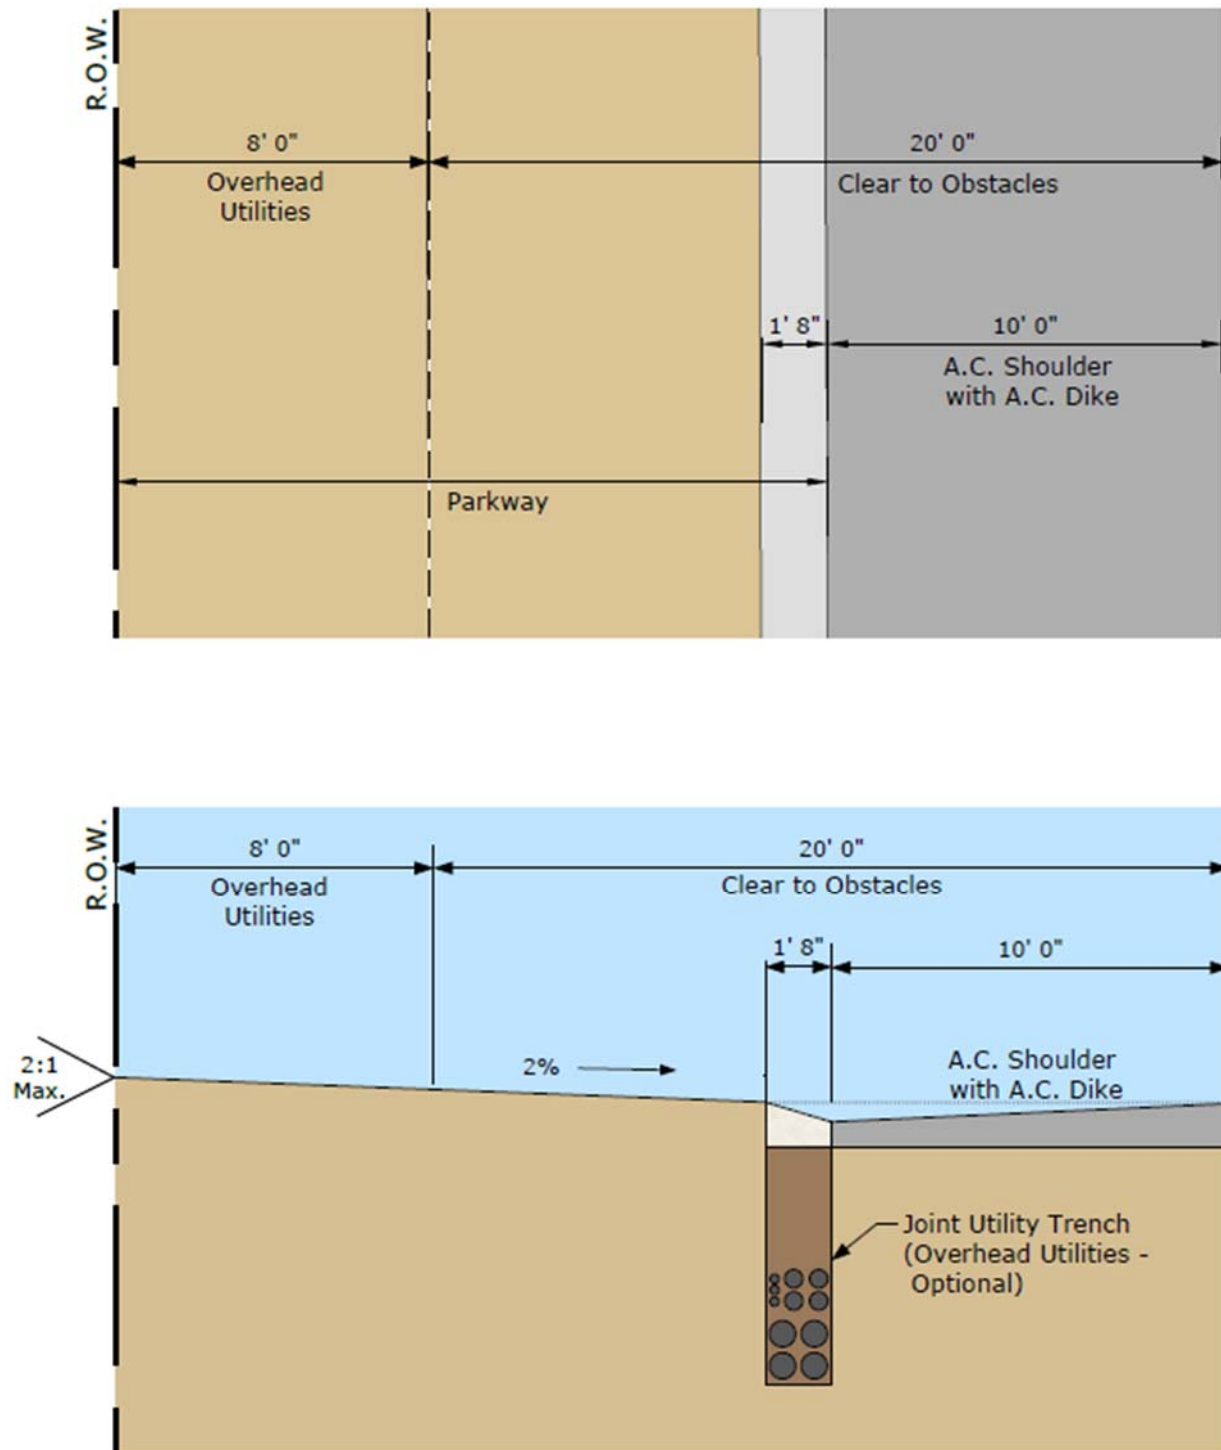 R.O.W.
8' 0"
Overhead
Utilities
20' 0"
Clear to Obstacles
1' 8"
10' 0"
A.C. Shoulder
with A.C. Dike
Parkway
R.O.W.
8' 0"
Overhead
Utilities
20' 0"
Clear to Obstacles
1' 8"
10' 0"
2:1
Max.
2%
A.C. Shoulder
with A.C. Dike
Joint Utility Trench
(Overhead Utilities -
Optional)